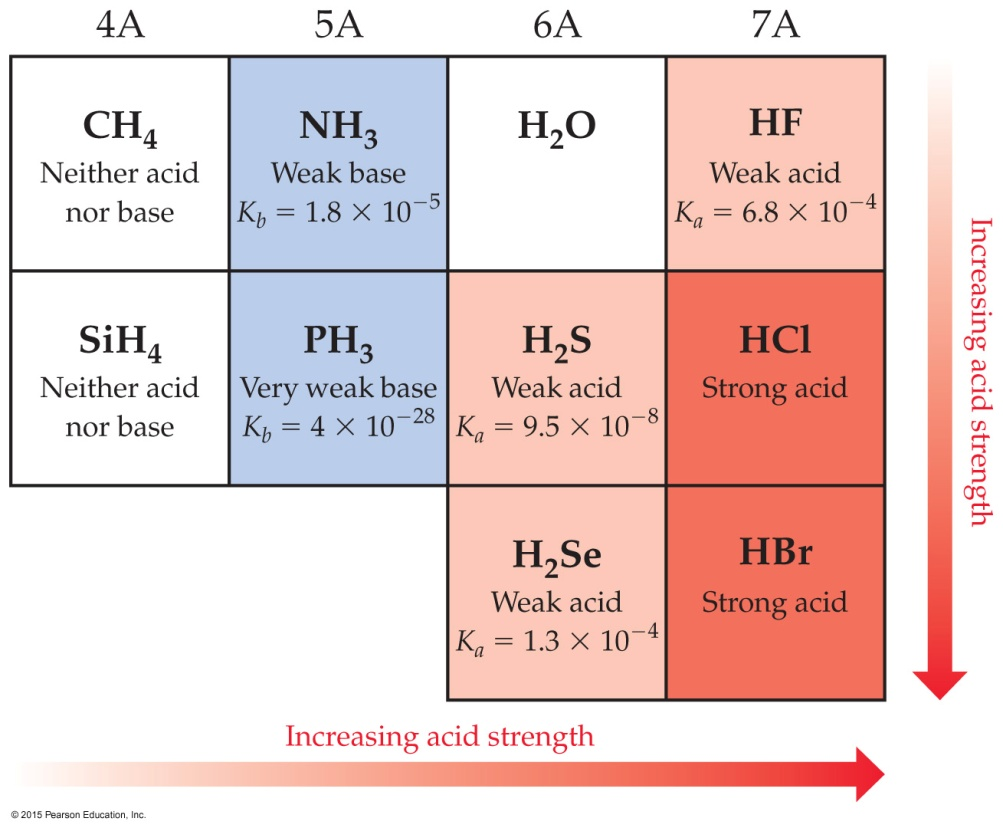 4A 5A 6A 7A
CH₄
Neither acid
nor base
NH₃
Weak base
K_b = 1.8 × 10⁻⁵
H₂O
HF
Weak acid
Kₐ = 6.8 × 10⁻⁴
SiH₄
Neither acid
nor base
PH₃
Very weak base
K_b = 4 × 10⁻²⁸
H₂S
Weak acid
Kₐ = 9.5 × 10⁻⁸
HCl
Strong acid
H₂Se
Weak acid
Kₐ = 1.3 × 10⁻⁴
HBr
Strong acid
Increasing acid strength
Increasing acid strength
© 2015 Pearson Education, Inc.